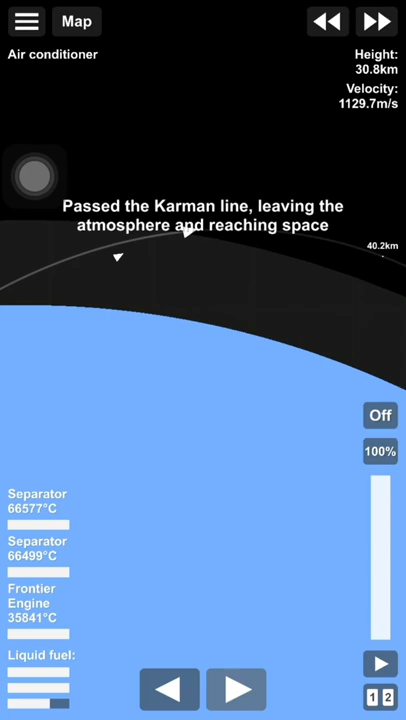 Map
Air conditioner
Height:
30.8km
Velocity:
1129.7m/s
Passed the Karman line, leaving the
atmosphere and reaching space
40.2km
Off
100%
Separator
66577°C
Separator
66499°C
Frontier
Engine
35841°C
Liquid fuel:
1 2